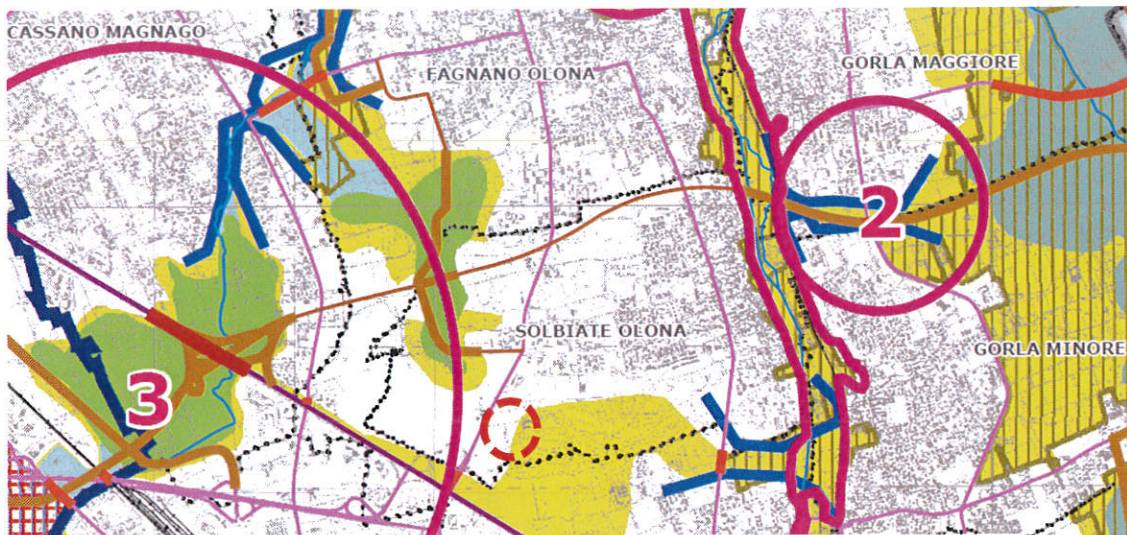 CASSANO MAGNAGO
FAGNANO OLONA
GORLA MAGGIORE
2
SOLBIATE OLONA
GORLA MINORE
3